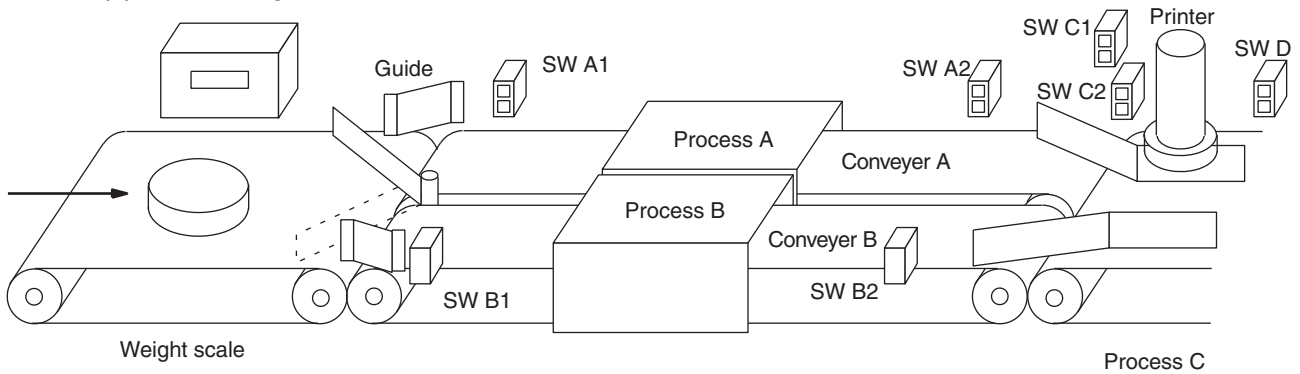 SW C1
Printer
Guide
SW A1
SW A2
SW C2
SW D
Process A
Conveyer A
Process B
Conveyer B
SW B1
SW B2
Weight scale
Process C